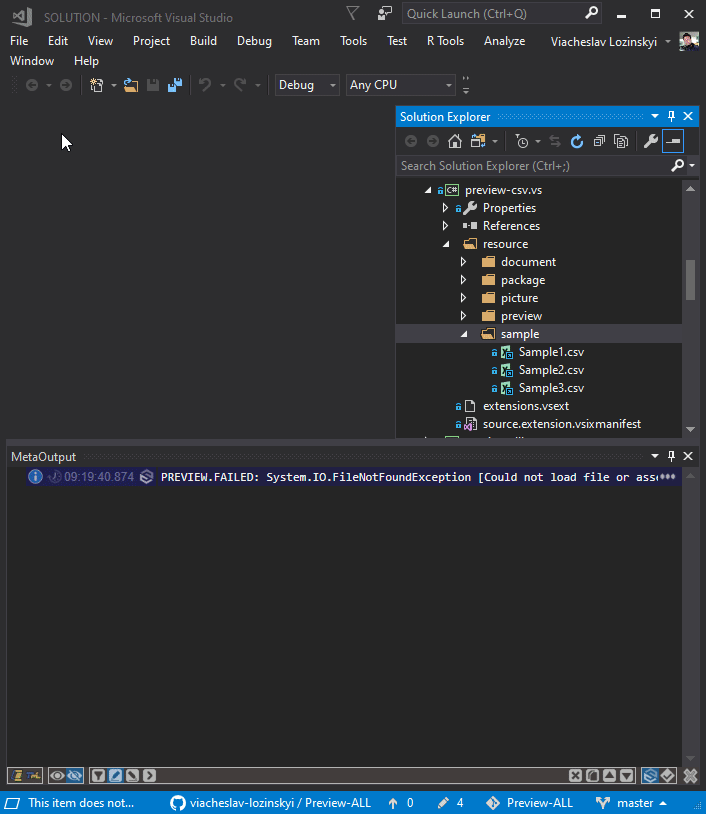 SOLUTION - Microsoft Visual Studio
Quick Launch (Ctrl+Q)
File Edit View Project Build Debug Team Tools Test R Tools Analyze Viacheslav Lozinskyi
Window Help
Debug Any CPU
Solution Explorer
Search Solution Explorer (Ctrl+;)
C# preview-csv.vs
Properties
References
resource
document
package
picture
preview
sample
Sample1.csv
Sample2.csv
Sample3.csv
extensions.vsext
source.extension.vsixmanifest
MetaOutput
09:19:40.874 PREVIEW.FAILED: System.IO.FileNotFoundException [Could not load file or asse
This item does not... viacheslav-lozinskyi / Preview-ALL 0 4 Preview-ALL master